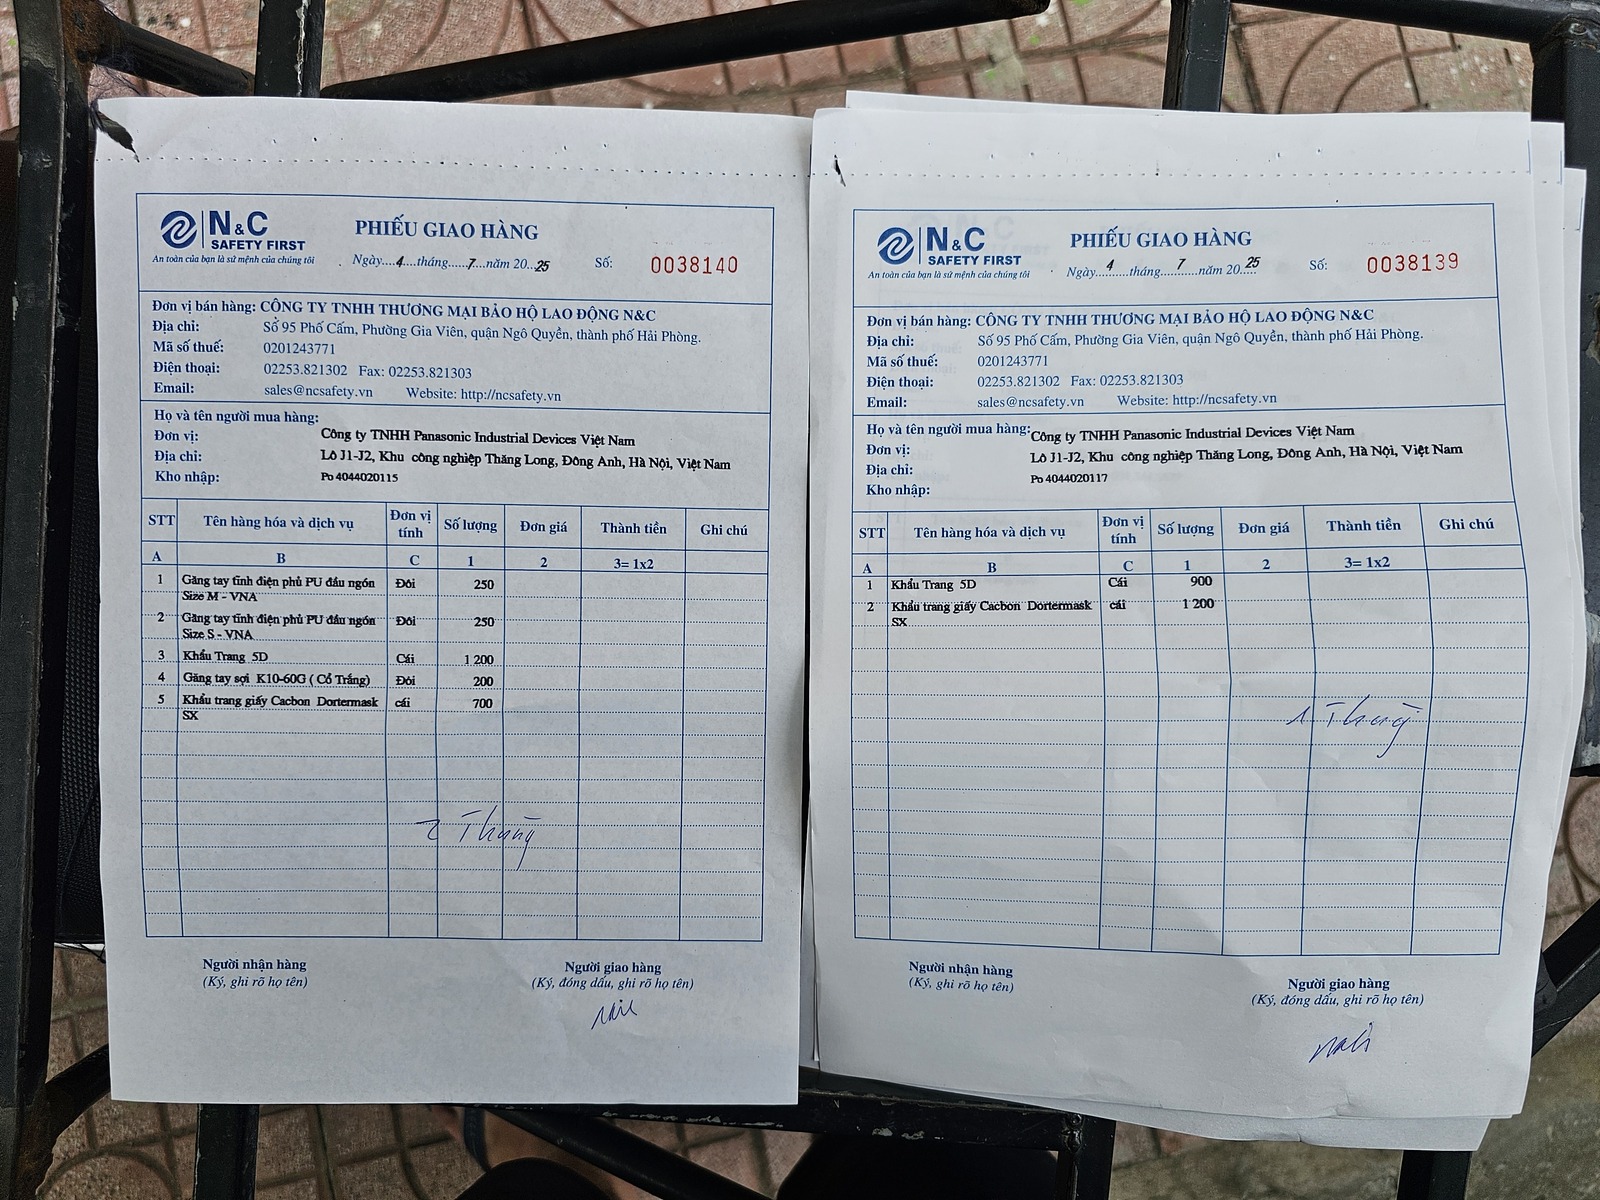 N&C
SAFETY FIRST
An toàn của bạn là sứ mệnh của chúng tôi
PHIẾU GIAO HÀNG
Ngày....4....tháng.......7...năm 20...25
Số: 0038140
Đơn vị bán hàng: CÔNG TY TNHH THƯƠNG MẠI BẢO HỘ LAO ĐỘNG N&C
Địa chỉ: Số 95 Phố Cấm, Phường Gia Viên, quận Ngô Quyền, thành phố Hải Phòng.
Mã số thuế: 0201243771
Điện thoại: 02253.821302 Fax: 02253.821303
Email: sales@ncsafety.vn Website: http://ncsafety.vn
Họ và tên người mua hàng:
Đơn vị: Công ty TNHH Panasonic Industrial Devices Việt Nam
Địa chỉ: Lô J1-J2, Khu công nghiệp Thăng Long, Đông Anh, Hà Nội, Việt Nam
Kho nhập: Po 4044020115
STT Tên hàng hóa và dịch vụ Đơn vị tính Số lượng Đơn giá Thành tiền Ghi chú
A B C 1 2 3= 1x2
1 Găng tay tĩnh điện phủ PU đầu ngón Đôi 250
Size M - VNA
2 Găng tay tĩnh điện phủ PU đầu ngón Đôi 250
Size S - VNA
3 Khẩu Trang 5D Cái 1 200
4 Găng tay sợi K10-60G ( Cổ Trắng) Đôi 200
5 Khẩu trang giấy Cacbon Dortermask cái 700
SX
2 Thùng
Người nhận hàng
(Ký, ghi rõ họ tên)
Người giao hàng
(Ký, đóng dấu, ghi rõ họ tên)
N&C
SAFETY FIRST
An toàn của bạn là sứ mệnh của chúng tôi
PHIẾU GIAO HÀNG
Ngày......4....tháng.......7...năm 20...25
Số: 0038139
Đơn vị bán hàng: CÔNG TY TNHH THƯƠNG MẠI BẢO HỘ LAO ĐỘNG N&C
Địa chỉ: Số 95 Phố Cấm, Phường Gia Viên, quận Ngô Quyền, thành phố Hải Phòng.
Mã số thuế: 0201243771
Điện thoại: 02253.821302 Fax: 02253.821303
Email: sales@ncsafety.vn Website: http://ncsafety.vn
Họ và tên người mua hàng: Công ty TNHH Panasonic Industrial Devices Việt Nam
Đơn vị: Lô J1-J2, Khu công nghiệp Thăng Long, Đông Anh, Hà Nội, Việt Nam
Địa chỉ: Po 4044020117
Kho nhập:
STT Tên hàng hóa và dịch vụ Đơn vị tính Số lượng Đơn giá Thành tiền Ghi chú
A B C 1 2 3= 1x2
1 Khẩu Trang 5D Cái 900
2 Khẩu trang giấy Cacbon Dortermask cái 1 200
SX
1 Thùng
Người nhận hàng
(Ký, ghi rõ họ tên)
Người giao hàng
(Ký, đóng dấu, ghi rõ họ tên)